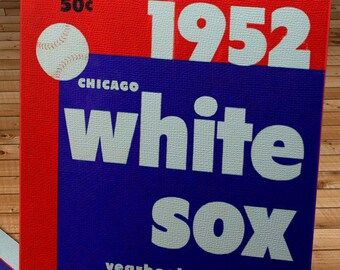 50¢
1952
CHICAGO
white
sox